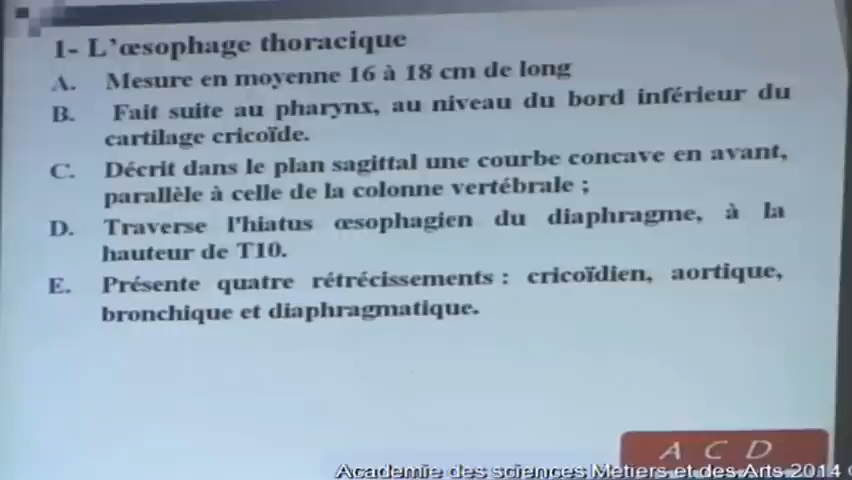 1- L'œsophage thoracique
A. Mesure en moyenne 16 à 18 cm de long
B. Fait suite au pharynx, au niveau du bord inférieur du
cartilage cricoïde.
C. Décrit dans le plan sagittal une courbe concave en avant,
parallèle à celle de la colonne vertébrale ;
D. Traverse l'hiatus œsophagien du diaphragme, à la
hauteur de T10.
E. Présente quatre rétrécissements : cricoïdien, aortique,
bronchique et diaphragmatique.
A C D
Academie des sciences Metiers et des Arts 2014 ©